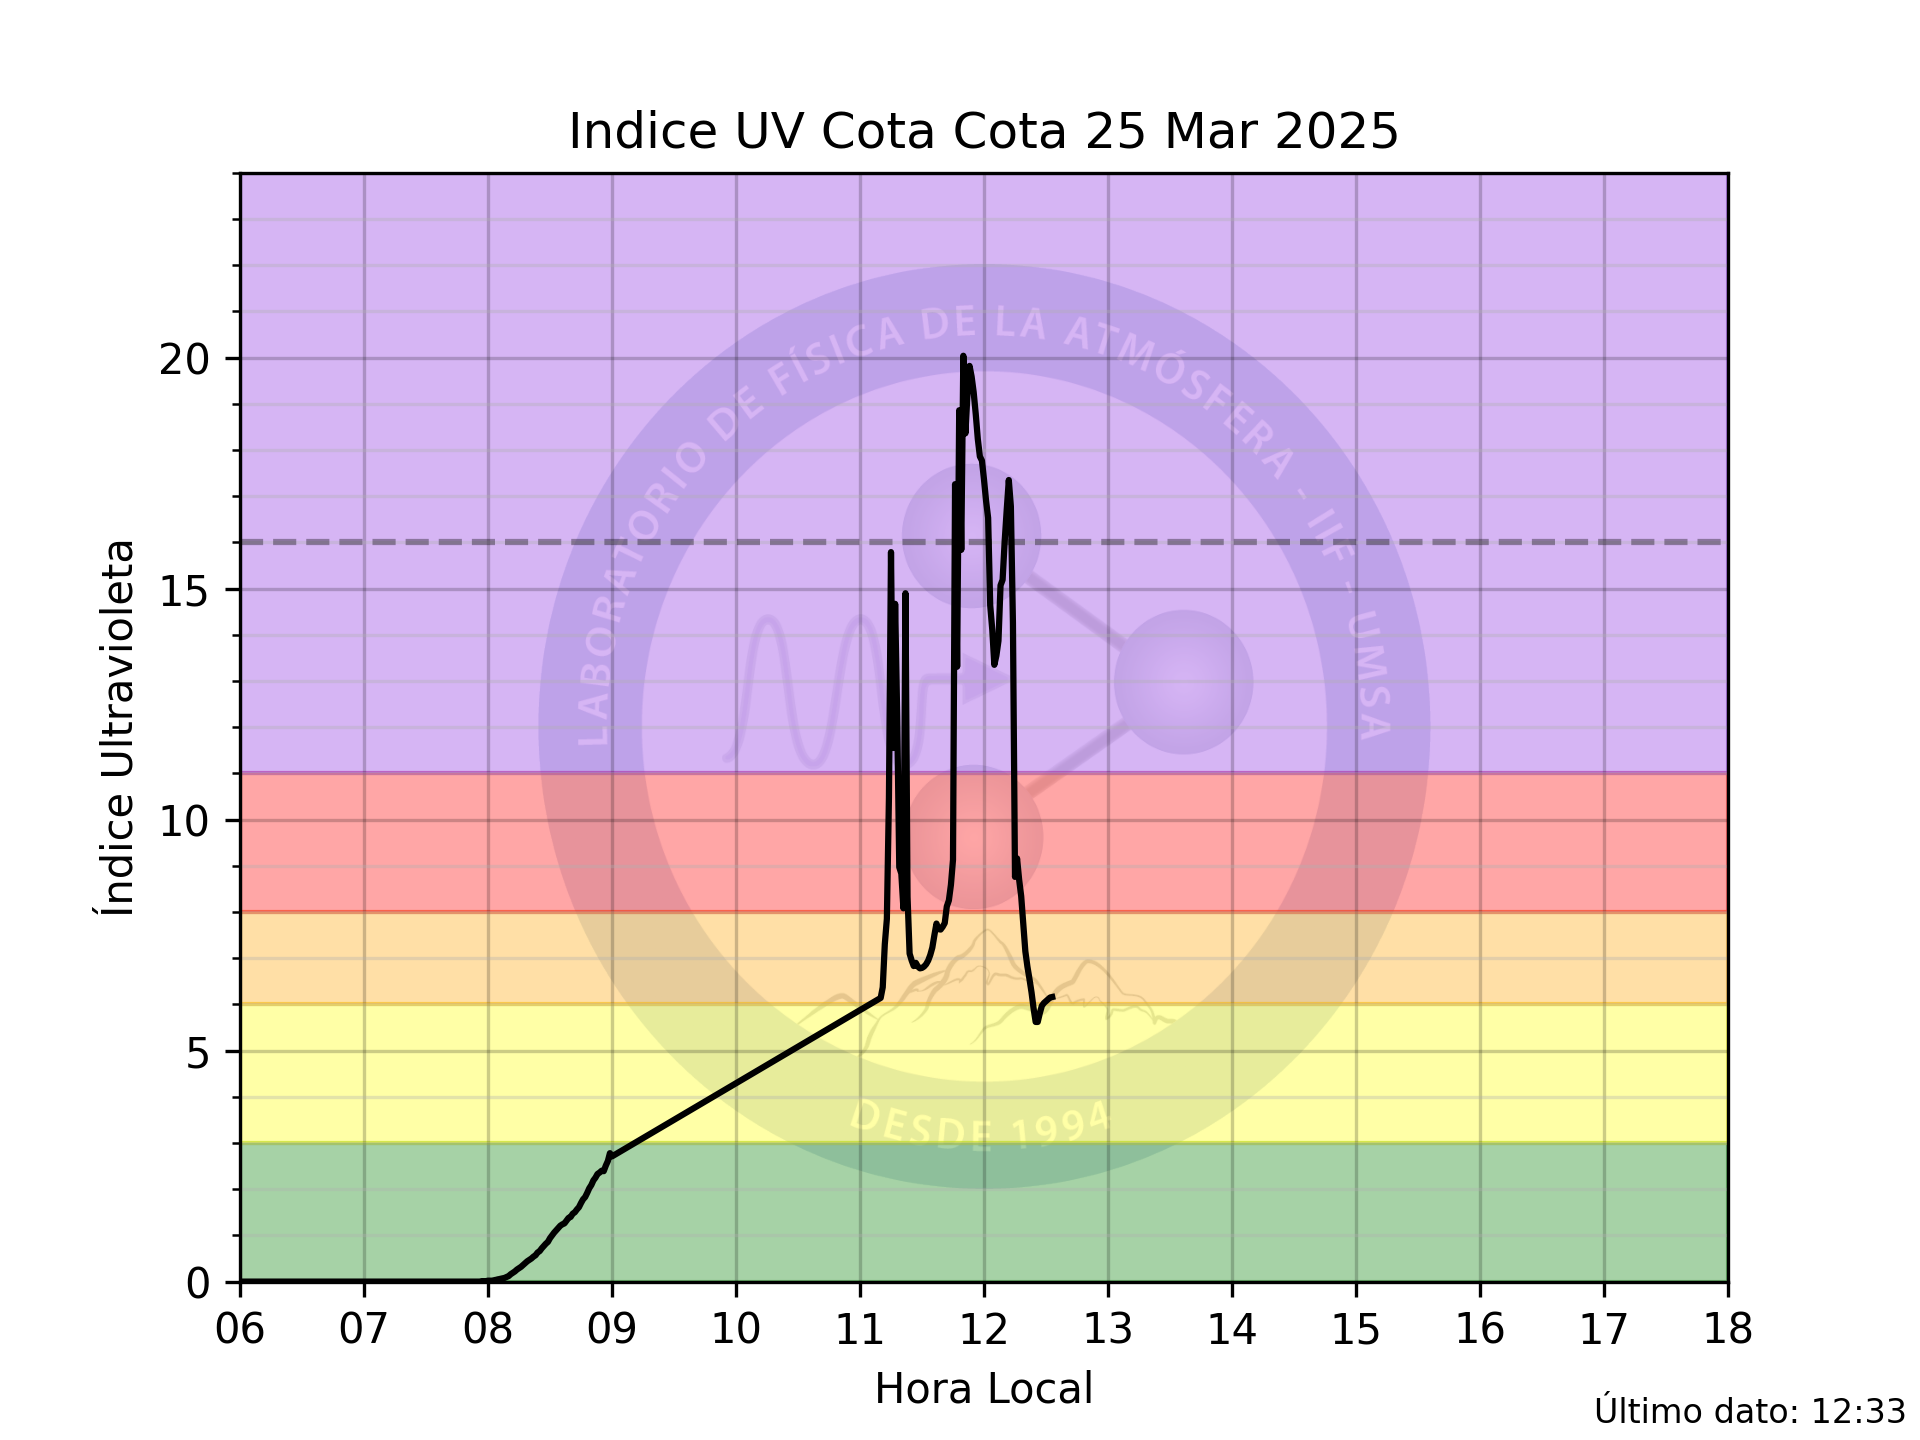 Indice UV Cota Cota 25 Mar 2025
LABORATORIO DE FÍSICA DE LA ATMÓSFERA - IIF - UMSA
DESDE 1994
Índice Ultravioleta
20
15
10
5
0
06 07 08 09 10 11 12 13 14 15 16 17 18
Hora Local
Último dato: 12:33